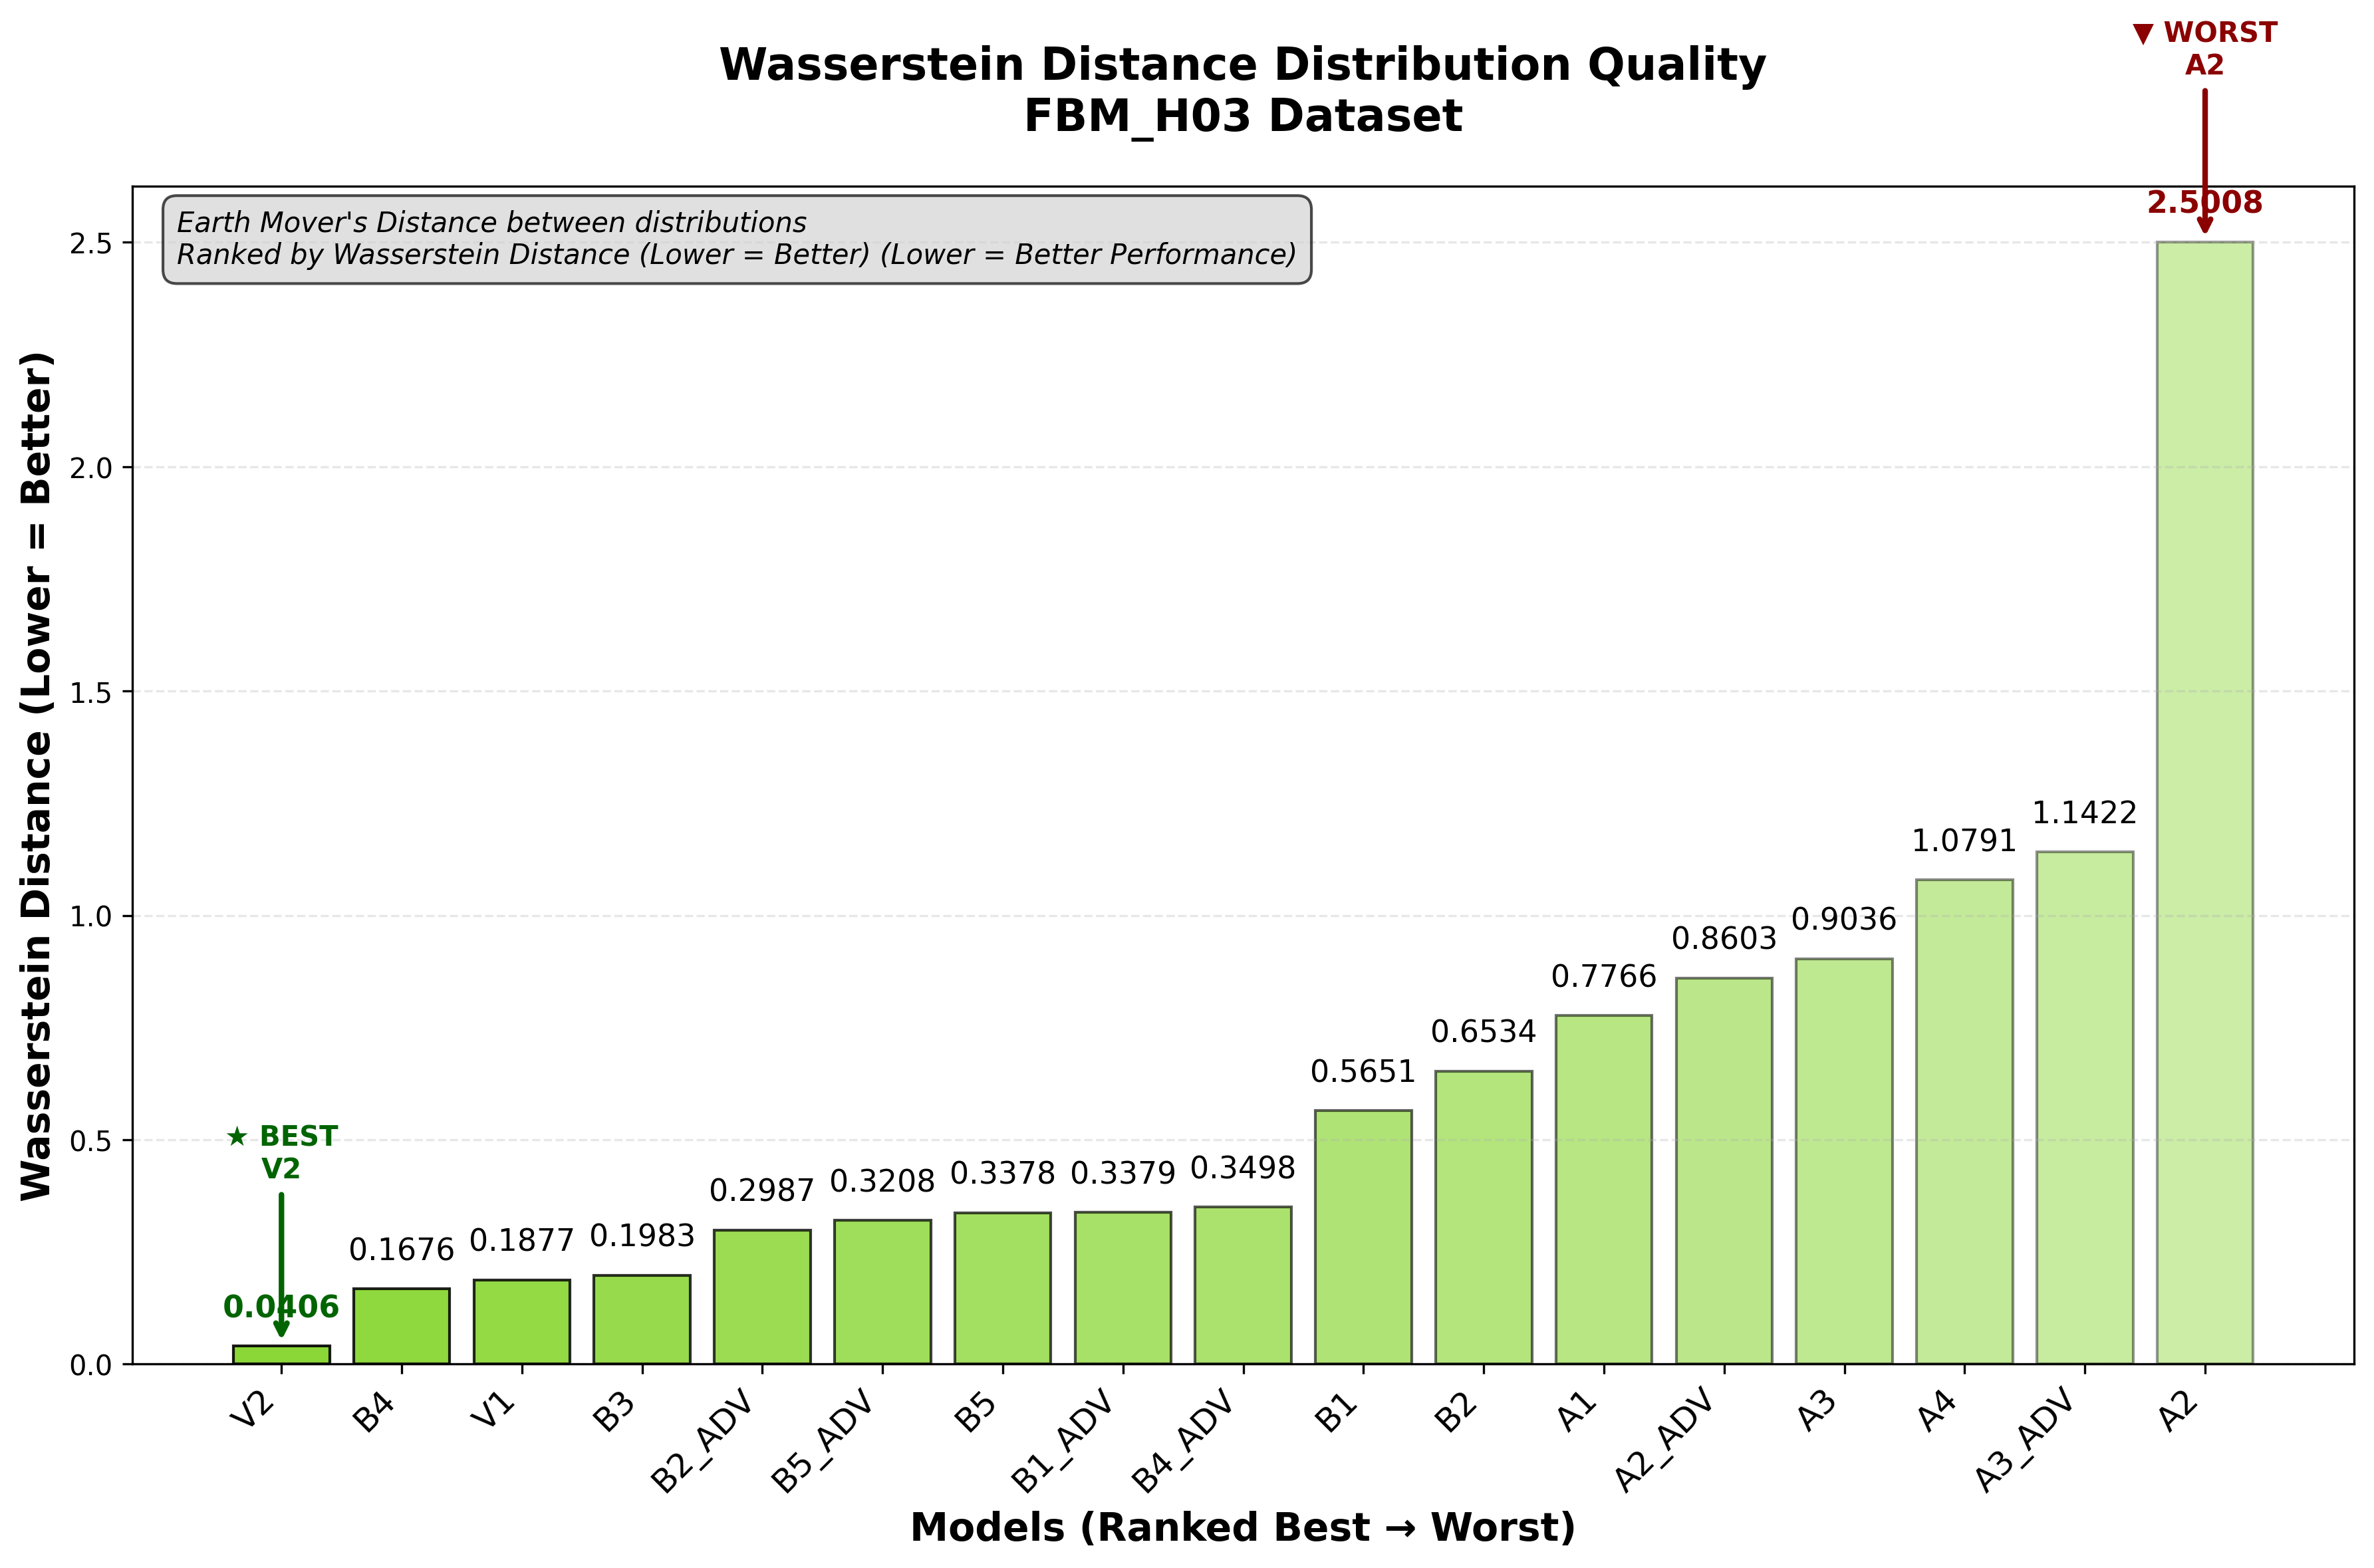 ▼ WORST
A2
Wasserstein Distance Distribution Quality
FBM_H03 Dataset
Earth Mover's Distance between distributions
Ranked by Wasserstein Distance (Lower = Better) (Lower = Better Performance)
Wasserstein Distance (Lower = Better)
2.5
2.0
1.5
1.0
0.5
0.0
★ BEST
V2
0.0406
0.1676
0.1877
0.1983
0.2987
0.3208
0.3378
0.3379
0.3498
0.5651
0.6534
0.7766
0.8603
0.9036
1.0791
1.1422
2.5008
V2
B4
V1
B3
B2_ADV
B5_ADV
B5
B1_ADV
B4_ADV
B1
B2
A1
A2_ADV
A3
A4
A3_ADV
A2
Models (Ranked Best → Worst)